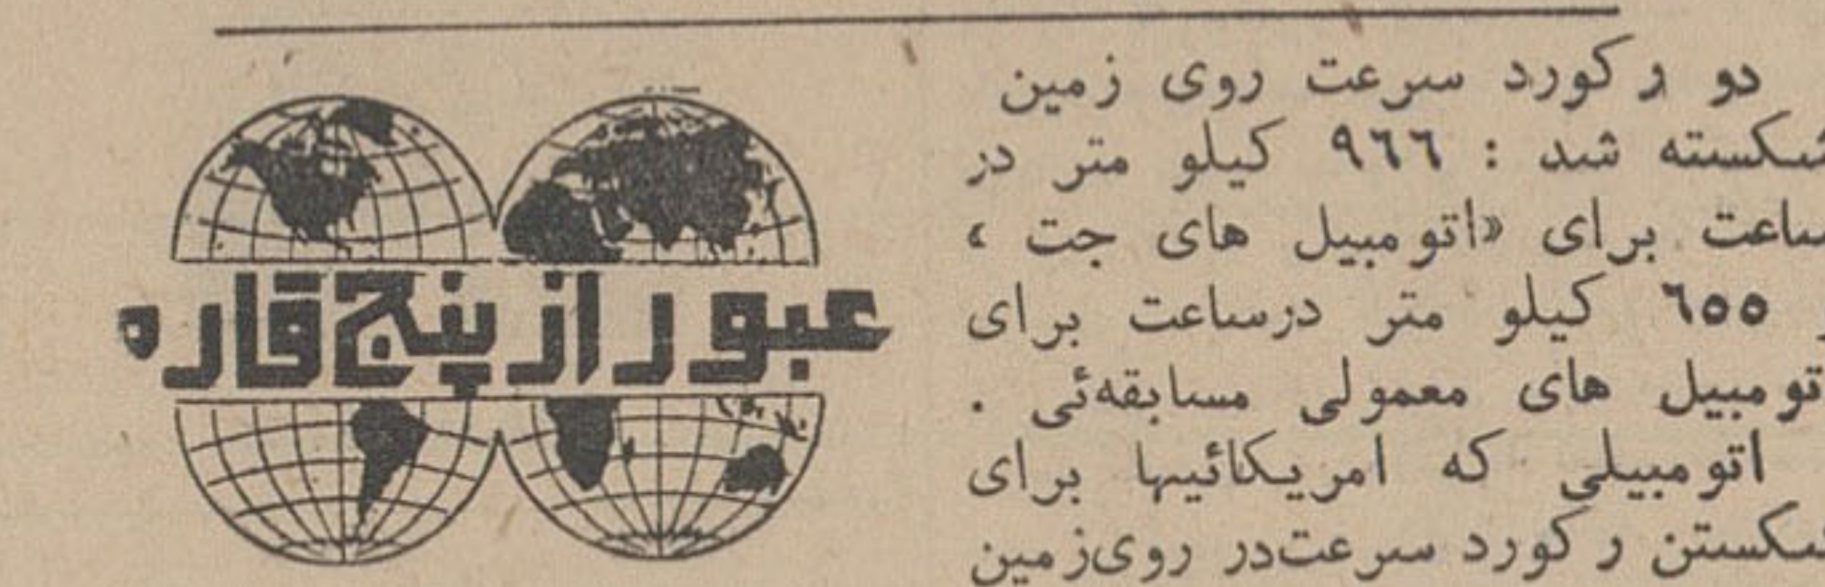 دو رکورد سرعت روی زمین
شکسته شد : ۹٦٦ کیلو متر در
ساعت برای «اتومبیل های جت ،
و ٦٥٥ کیلو متر درساعت برای
اتومبیل های معمولی مسابقه‌ئی .
اتومبیلی که امریکائیها برای
شکستن رکورد سرعت‌در روی‌زمین
عبور از پنج قاره